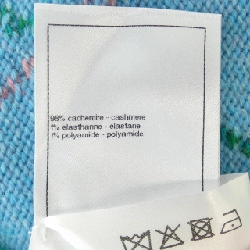 98% cachemire - cashmere
1% elasthanne - elastane
1% polyamide - polyamide